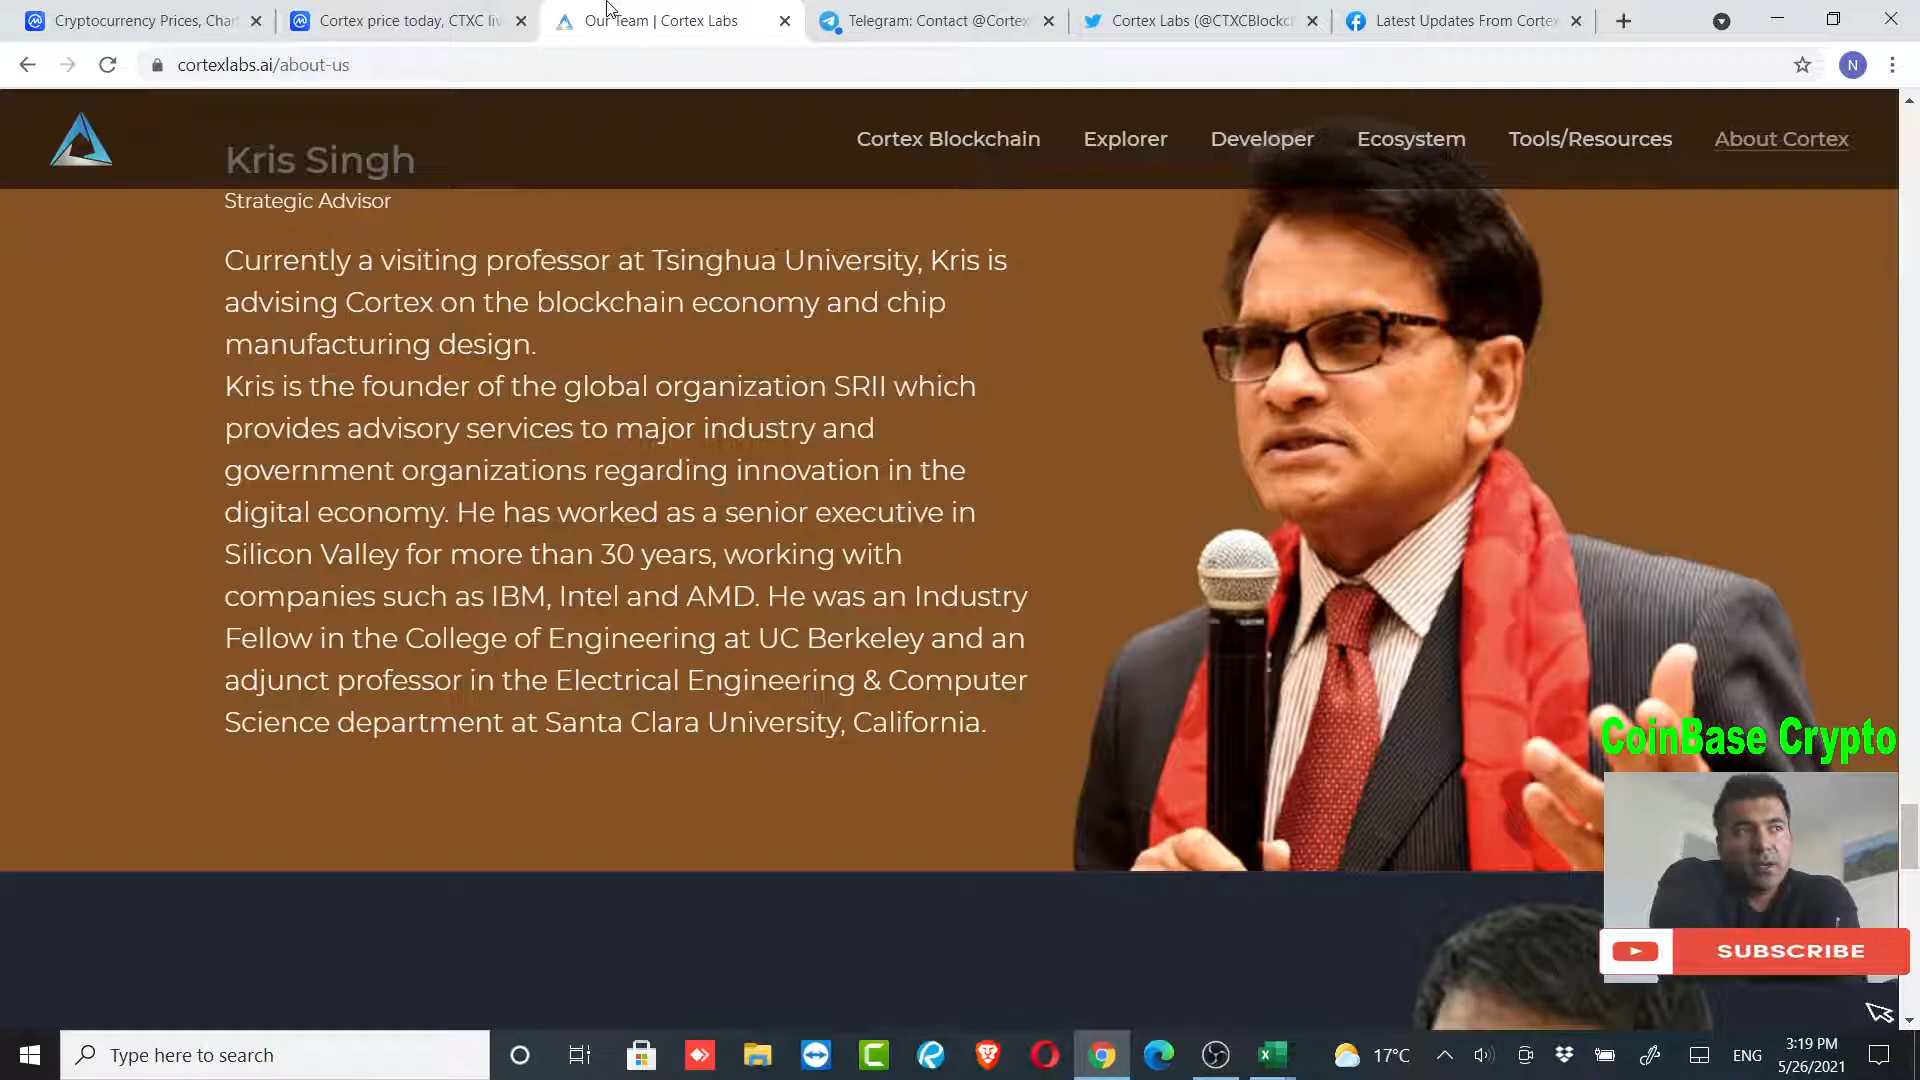 Cryptocurrency Prices, Char
Cortex price today, CTXC liv
Our Team | Cortex Labs
Telegram: Contact @Cortex
Cortex Labs (@CTXCBlockc
Latest Updates From Cortex
cortexlabs.ai/about-us
N
Cortex Blockchain
Explorer
Developer
Ecosystem
Tools/Resources
About Cortex
Kris Singh
Strategic Advisor
Currently a visiting professor at Tsinghua University, Kris is
advising Cortex on the blockchain economy and chip
manufacturing design.
Kris is the founder of the global organization SRII which
provides advisory services to major industry and
government organizations regarding innovation in the
digital economy. He has worked as a senior executive in
Silicon Valley for more than 30 years, working with
companies such as IBM, Intel and AMD. He was an Industry
Fellow in the College of Engineering at UC Berkeley and an
adjunct professor in the Electrical Engineering & Computer
Science department at Santa Clara University, California.
CoinBase Crypto
SUBSCRIBE
Type here to search
17°C
ENG
3:19 PM
5/26/2021